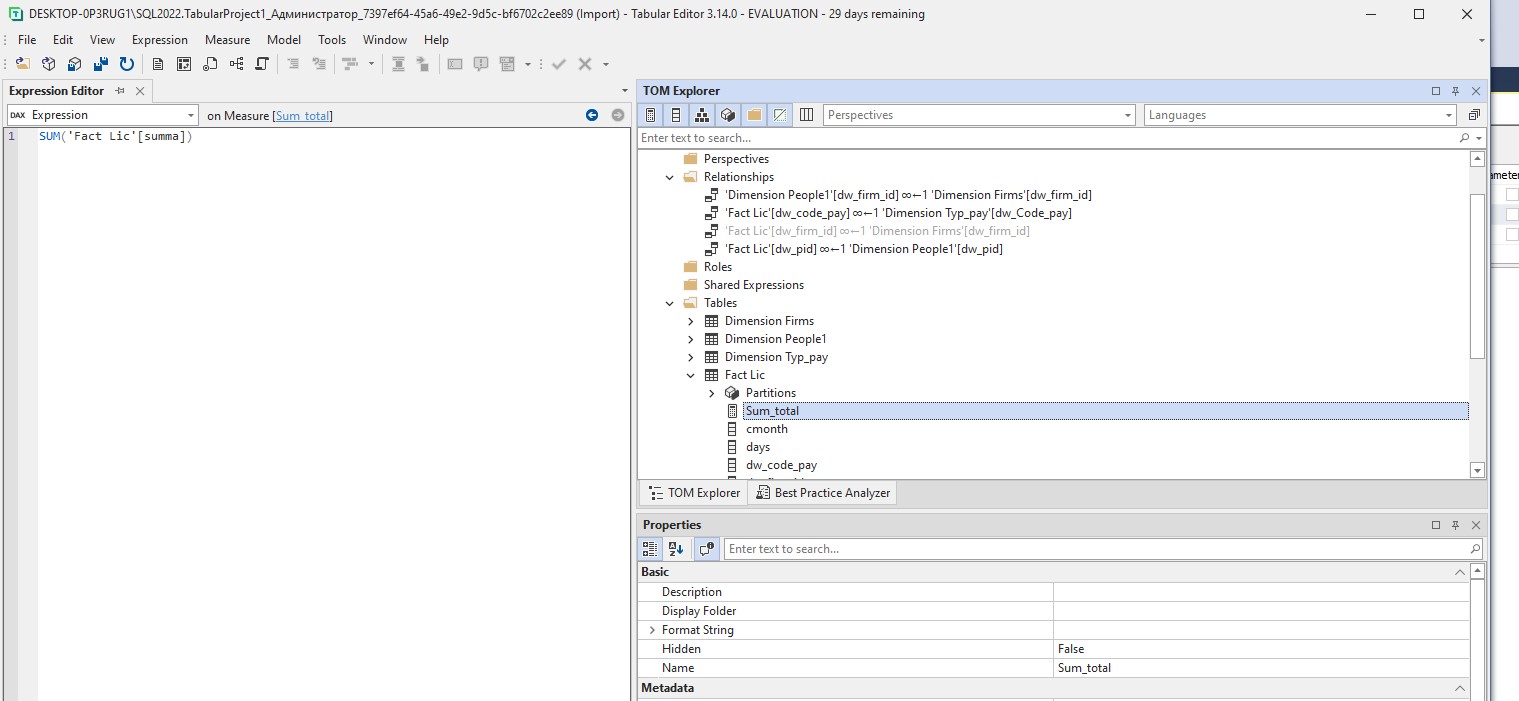 DESKTOP-0P3RUG1\SQL2022.TabularProject1_Администратор_7397ef64-45a6-49e2-9d5c-bf6702c2ee89 (Import) - Tabular Editor 3.14.0 - EVALUATION - 29 days remaining
File Edit View Expression Measure Model Tools Window Help
Expression Editor
DAX Expression on Measure [Sum_total]
1 SUM('Fact Lic'[summa])
TOM Explorer
Perspectives Languages
Enter text to search...
Perspectives
Relationships
'Dimension People1'[dw_firm_id] ∞←1 'Dimension Firms'[dw_firm_id]
'Fact Lic'[dw_code_pay] ∞←1 'Dimension Typ_pay'[dw_Code_pay]
'Fact Lic'[dw_firm_id] ∞←1 'Dimension Firms'[dw_firm_id]
'Fact Lic'[dw_pid] ∞←1 'Dimension People1'[dw_pid]
Roles
Shared Expressions
Tables
Dimension Firms
Dimension People1
Dimension Typ_pay
Fact Lic
Partitions
Sum_total
cmonth
days
dw_code_pay
TOM Explorer Best Practice Analyzer
Properties
Enter text to search...
Basic
Description
Display Folder
Format String
Hidden False
Name Sum_total
Metadata